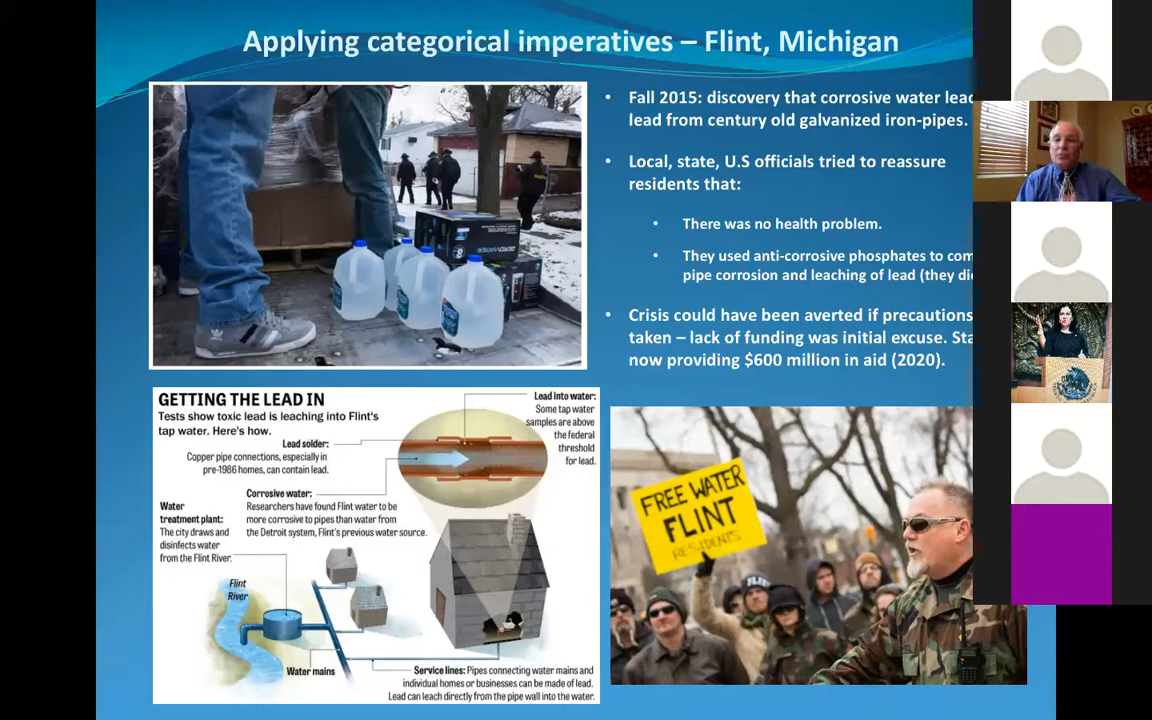 Applying categorical imperatives – Flint, Michigan
• Fall 2015: discovery that corrosive water
lead from century old galvanized iron-pipes.
• Local, state, U.S officials tried to reassure
residents that:
• There was no health problem.
• They used anti-corrosive phosphates to
pipe corrosion and leaching of lead (they
• Crisis could have been averted if precautions
taken – lack of funding was initial excuse.
now providing $600 million in aid (2020).
GETTING THE LEAD IN
Tests show toxic lead is leaching into Flint's
tap water. Here's how.
Lead solder:
Copper pipe connections, especially in
pre-1986 homes, can contain lead.
Lead into water:
Some tap water
samples are above
the federal
threshold
for lead.
Corrosive water:
Researchers have found Flint water to be
more corrosive to pipes than water from
the Detroit system, Flint's previous water source.
Water
treatment plant:
The city draws and
disinfects water
from the Flint River.
Flint
River
Water mains
Service lines: Pipes connecting water mains and
individual homes or businesses can be made of lead.
Lead can leach directly from the pipe wall into the water.
FREE WATER
FLINT
RESIDENTS
FLINT